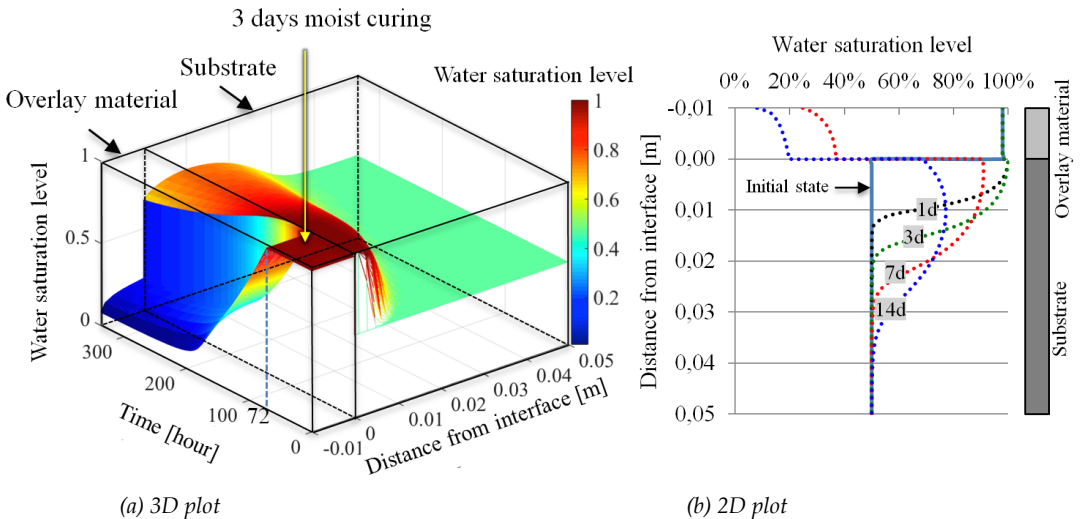 3 days moist curing
Substrate
Overlay material
Water saturation level
1
0.8
0.6
0.4
0.2
Water saturation level
1
0.5
0
300
200
100
72
0
Time [hour]
-0.01
0
0.01
0.02
0.03
0.04
0.05
Distance from interface [m]
(a) 3D plot
Water saturation level
0% 20% 40% 60% 80% 100%
-0,01
0,00
0,01
0,02
0,03
0,04
0,05
Distance from interface [m]
Initial state
1d
3d
7d
14d
Overlay material
Substrate
(b) 2D plot